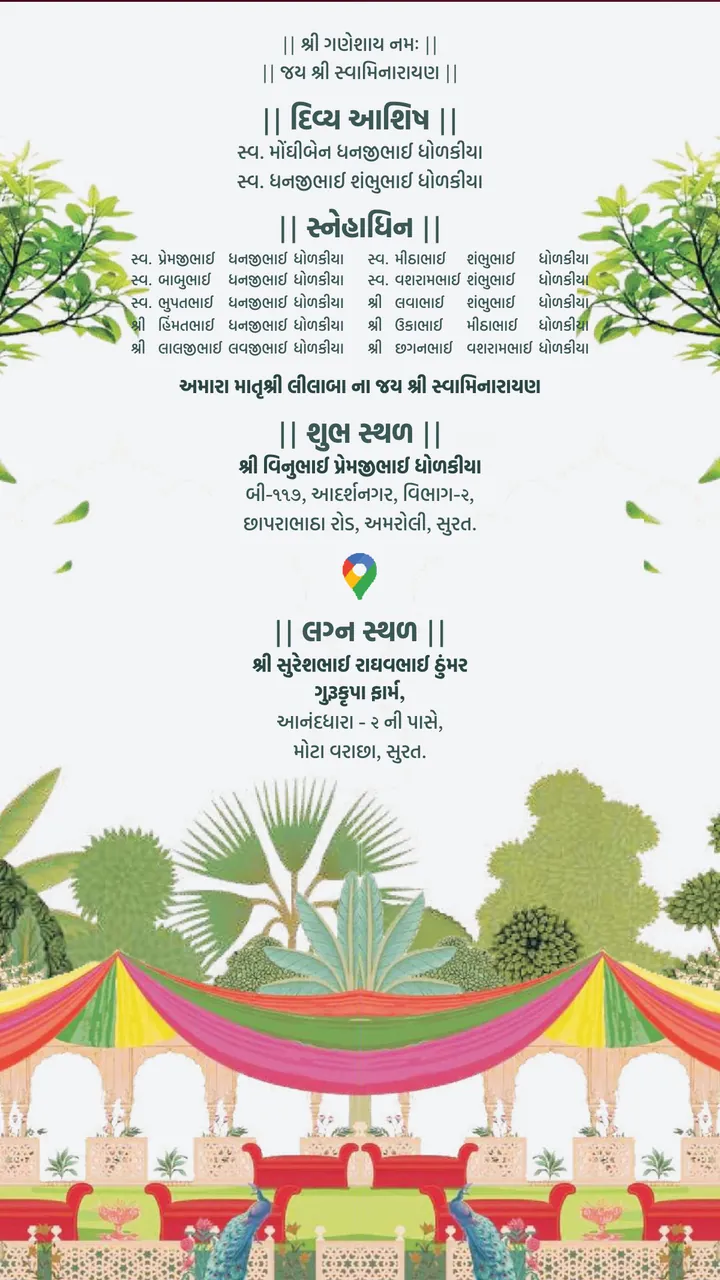 || શ્રી ગણેશાય નમઃ ||
|| જય શ્રી સ્વામિનારાયણ ||
|| દિવ્ય આશિષ ||
સ્વ. મોંઘીબેન ધનજીભાઈ ધોળકીયા
સ્વ. ધનજીભાઈ શંભુભાઈ ધોળકીયા
|| સ્નેહાધિન ||
સ્વ. પ્રેમજીભાઈ ધનજીભાઈ ધોળકીયા સ્વ. મીઠાભાઈ શંભુભાઈ ધોળકીયા
સ્વ. બાબુભાઈ ધનજીભાઈ ધોળકીયા સ્વ. વશરામભાઈ શંભુભાઈ ધોળકીયા
સ્વ. ભુપતભાઈ ધનજીભાઈ ધોળકીયા શ્રી લવાભાઈ શંભુભાઈ ધોળકીયા
શ્રી હિંમતભાઈ ધનજીભાઈ ધોળકીયા શ્રી ઉકાભાઈ મીઠાભાઈ ધોળકીયા
શ્રી લાલજીભાઈ લવજીભાઈ ધોળકીયા શ્રી છગનભાઈ વશરામભાઈ ધોળકીયા
અમારા માતૃશ્રી લીલાબા ના જય શ્રી સ્વામિનારાયણ
|| શુભ સ્થળ ||
શ્રી વિનુભાઈ પ્રેમજીભાઈ ધોળકીયા
બી-૧૧૭, આદર્શનગર, વિભાગ-૨,
છાપરાભાઠા રોડ, અમરોલી, સુરત.
|| લગ્ન સ્થળ ||
શ્રી સુરેશભાઈ રાઘવભાઈ ઠુંમર
ગુરૂકૃપા ફાર્મ,
આનંદધારા - ૨ ની પાસે,
મોટા વરાછા, સુરત.